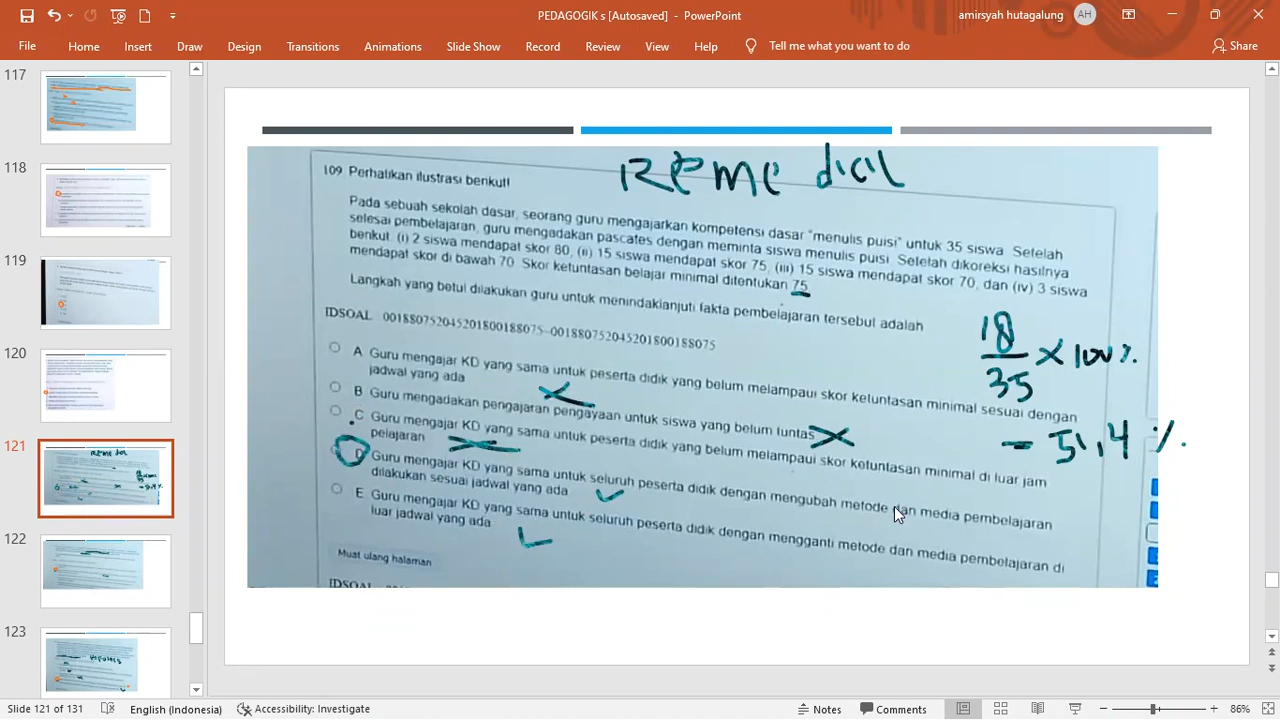 PEDAGOGIK s [Autosaved] - PowerPoint
amirsyah hutagalung
AH
File Home Insert Draw Design Transitions Animations Slide Show Record Review View Help Tell me what you want to do Share
117
118
119
120
121
122
123
Remedial
109 Perhatikan ilustrasi berikut!
Pada sebuah sekolah dasar, seorang guru mengajarkan kompetensi dasar "menulis puisi" untuk 35 siswa. Setelah
selesai pembelajaran, guru mengadakan pascates dengan meminta siswa menulis puisi. Setelah dikoreksi hasilnya
berikut. (i) 2 siswa mendapat skor 80, (ii) 15 siswa mendapat skor 75, (iii) 15 siswa mendapat skor 70, dan (iv) 3 siswa
mendapat skor di bawah 70. Skor ketuntasan belajar minimal ditentukan 75.
Langkah yang betul dilakukan guru untuk menindaklanjuti fakta pembelajaran tersebut adalah
IDSOAL 001880752045201800188075--001880752045201800188075
A Guru mengajar KD yang sama untuk peserta didik yang belum melampaui skor ketuntasan minimal sesuai dengan
jadwal yang ada
B Guru mengadakan pengajaran pengayaan untuk siswa yang belum tuntas
C Guru mengajar KD yang sama untuk peserta didik yang belum melampaui skor ketuntasan minimal di luar jam
pelajaran
D Guru mengajar KD yang sama untuk seluruh peserta didik dengan mengubah metode dan media pembelajaran
dilakukan sesuai jadwal yang ada
E Guru mengajar KD yang sama untuk seluruh peserta didik dengan mengganti metode dan media pembelajaran di
luar jadwal yang ada
Muat ulang halaman
IDSOAL
18
35
x 100%
= 51,4 %
Slide 121 of 131 English (Indonesia) Accessibility: Investigate Notes Comments 86%